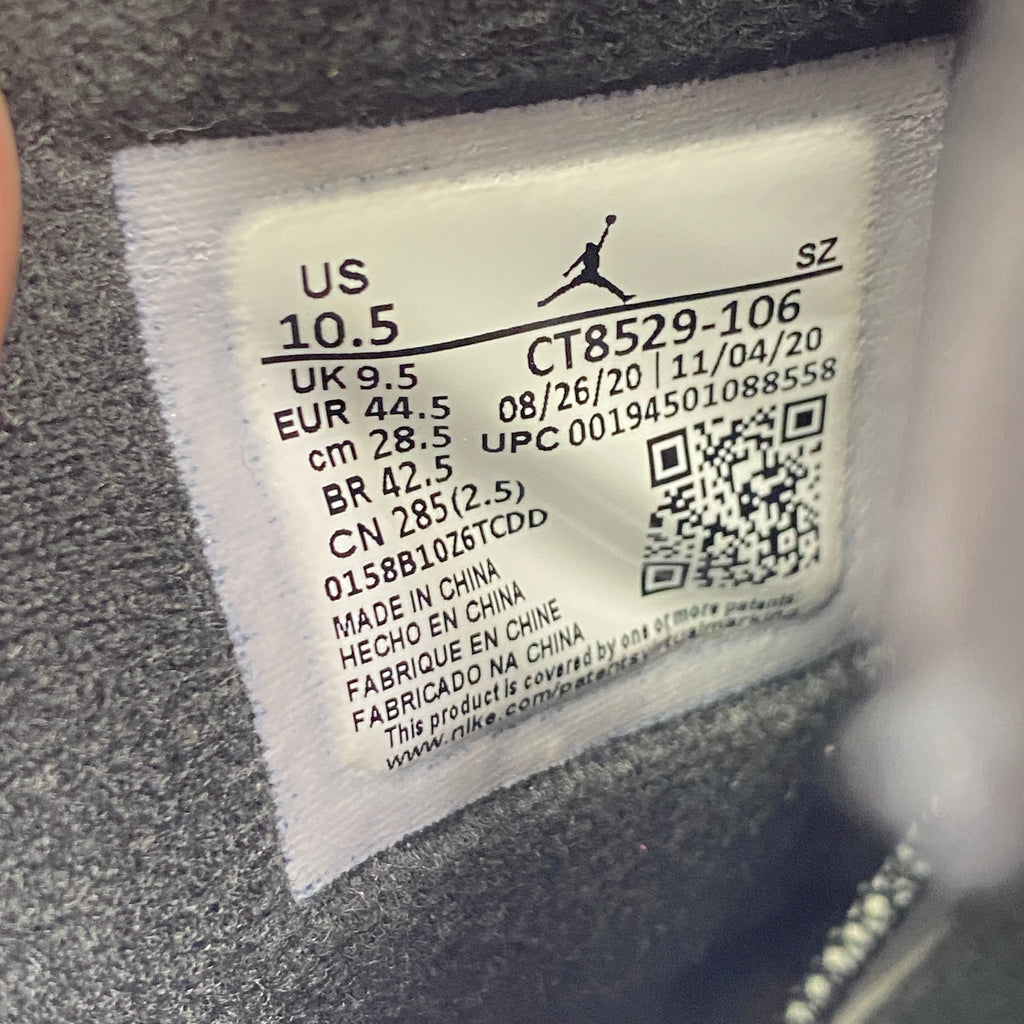 US
10.5
SZ
UK 9.5
EUR 44.5
cm 28.5
BR 42.5
CN 285(2.5)
0158B10Z6TCDD
CT8529-106
08/26/20 | 11/04/20
UPC 00194501088558
MADE IN CHINA
HECHO EN CHINA
FABRIQUE EN CHINE
FABRICADO NA CHINA
This product is covered by one or more patents.
www.nike.com/patents